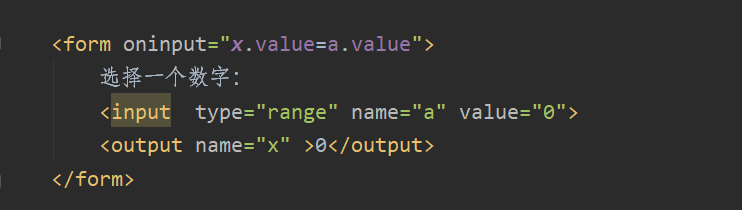 <form oninput="x.value=a.value">
选择一个数字:
<input  type="range" name="a" value="0">
<output name="x" >0</output>
</form>